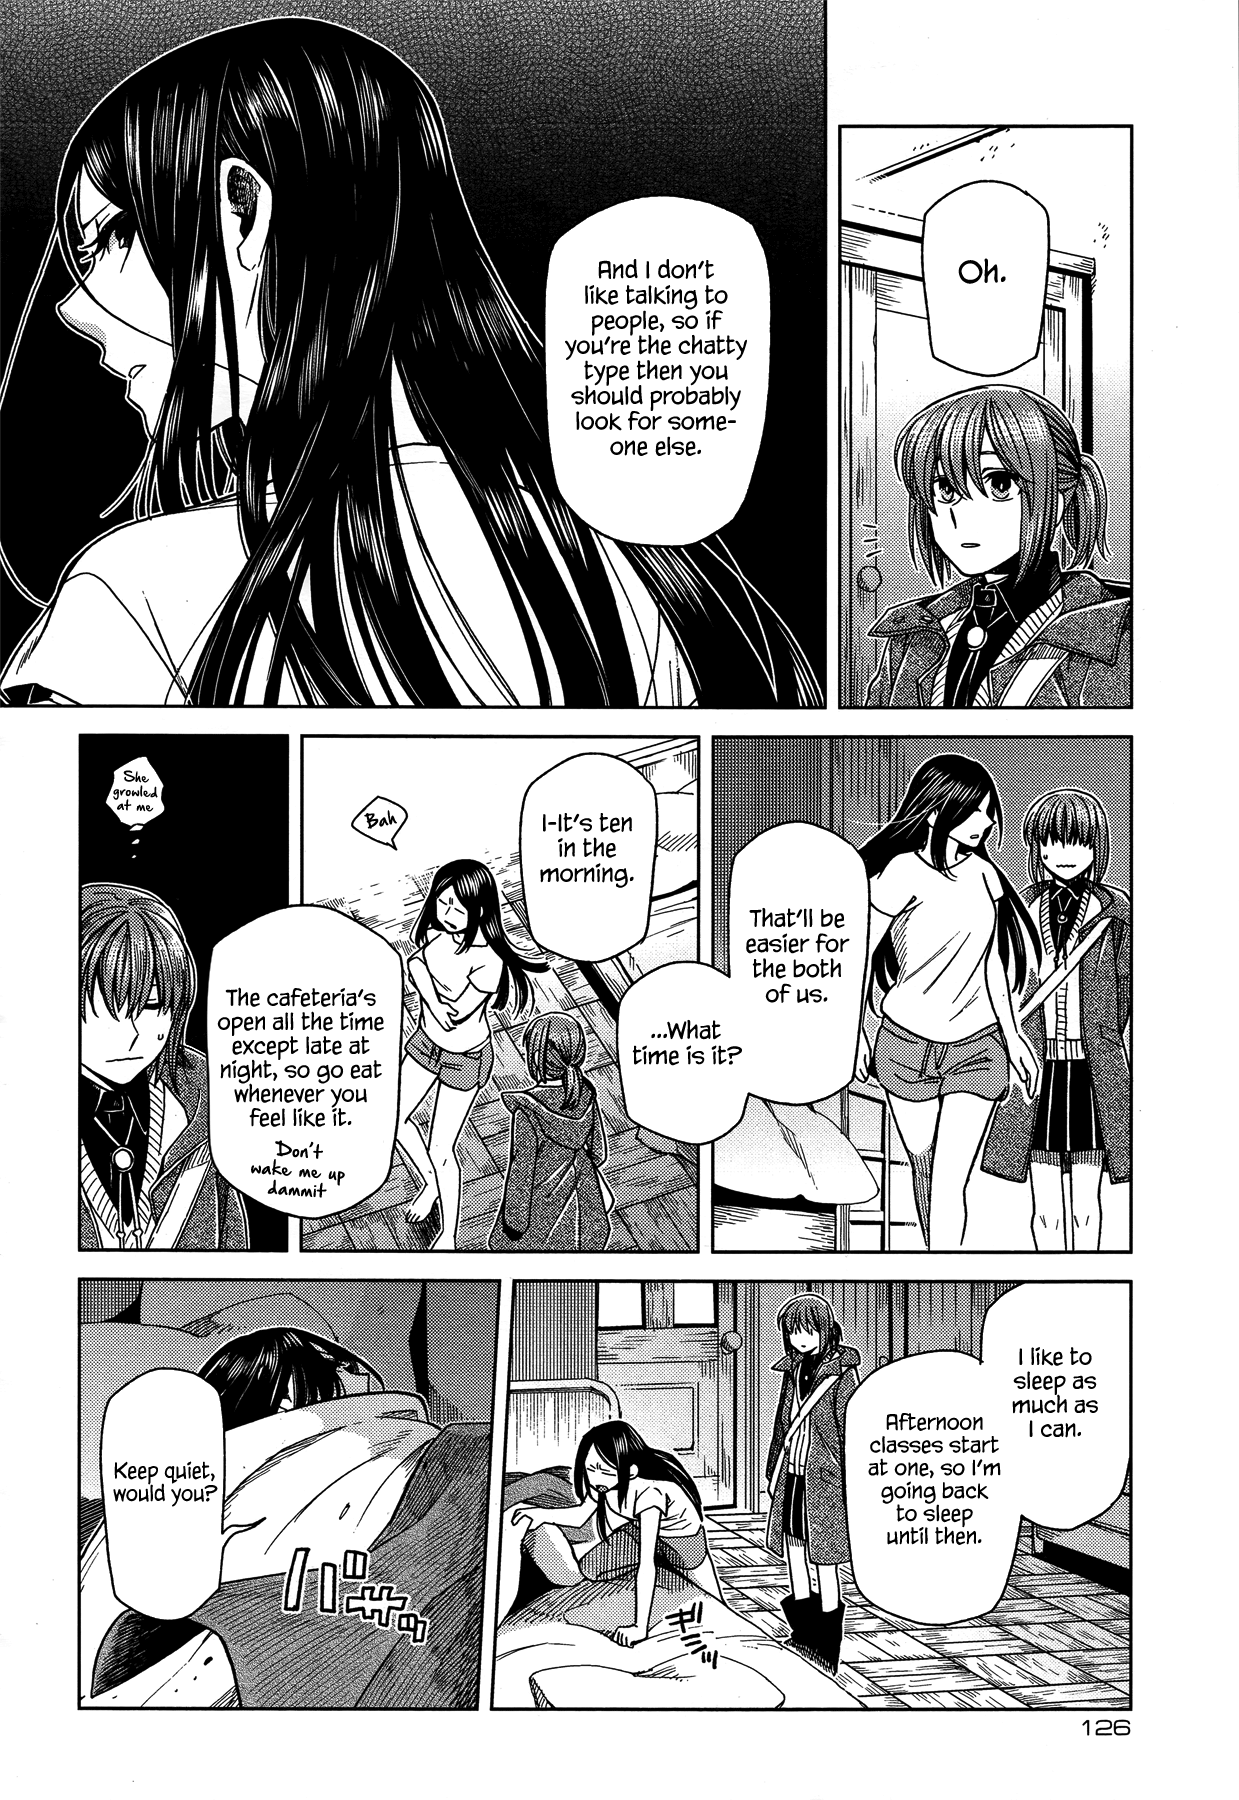 Oh.
And I don't
like talking to
people, so if
you're the chatty
type then you
should probably
look for some-
one else.
That'll be
easier for
the both
of us.
...What
time is it?
I-It's ten
in the
morning.
Bah
The cafeteria's
open all the time
except late at
night, so go eat
whenever you
feel like it.
Don't
wake me up
dammit
She
growled
at me
I like to
sleep as
much as
I can.
Afternoon
classes start
at one, so I'm
going back
to sleep
until then.
ギシ
Keep quiet,
would you?
バサッ
126